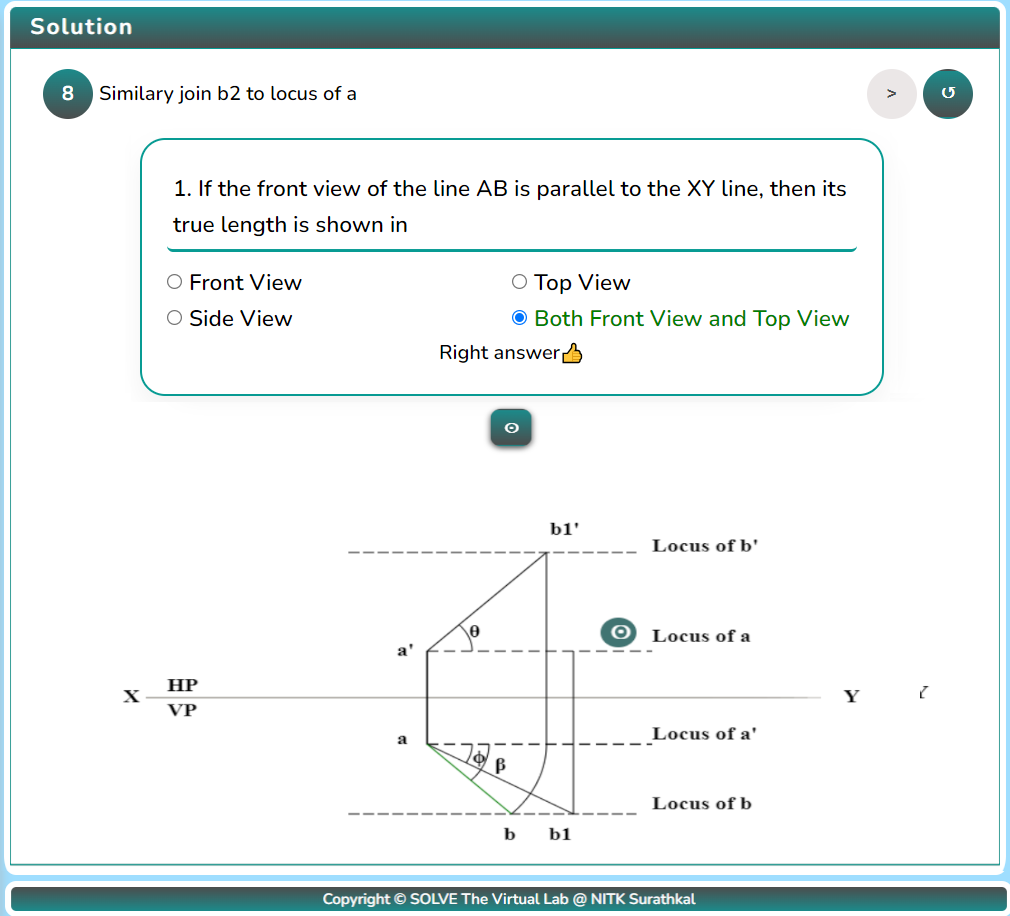 Solution
8 Similary join b2 to locus of a
> ↺
1. If the front view of the line AB is parallel to the XY line, then its
true length is shown in
Front View
Top View
Side View
Both Front View and Top View
Right answer👍
b1'
Locus of b'
θ
a'
Locus of a
X
HP
VP
Y
Y
a
Locus of a'
ϕ
β
Locus of b
b
b1
Copyright © SOLVE The Virtual Lab @ NITK Surathkal